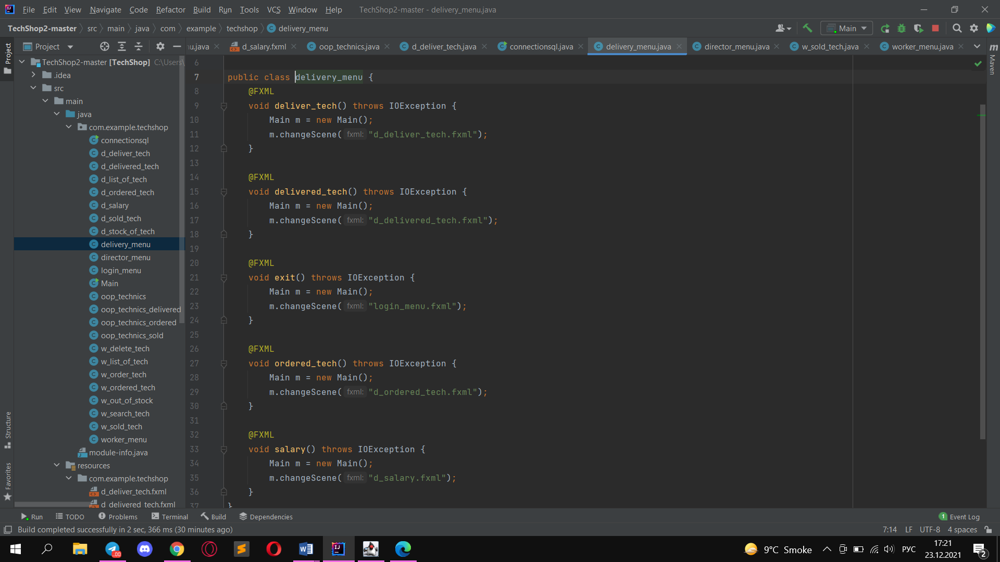 File Edit View Navigate Code Refactor Build Run Tools VCS Window Help TechShop2-master - delivery_menu.java
TechShop2-master src main java com example techshop delivery_menu Main
Project
u.java d_salary.fxml oop_technics.java d_deliver_tech.java connectionsql.java delivery_menu.java director_menu.java w_sold_tech.java worker_menu.java
Project
Structure
Favorites
Maven
TechShop2-master [TechShop] C:\Users\
.idea
src
main
java
com.example.techshop
connectionsql
d_deliver_tech
d_delivered_tech
d_list_of_tech
d_ordered_tech
d_salary
d_sold_tech
d_stock_of_tech
delivery_menu
director_menu
login_menu
Main
oop_technics
oop_technics_delivered
oop_technics_ordered
oop_technics_sold
w_delete_tech
w_list_of_tech
w_order_tech
w_ordered_tech
w_out_of_stock
w_search_tech
w_sold_tech
worker_menu
module-info.java
resources
com.example.techshop
d_deliver_tech.fxml
d_delivered_tech.fxml
6
7 public class delivery_menu {
8 @FXML
9 void deliver_tech() throws IOException {
10 Main m = new Main();
11 m.changeScene( fxml: "d_deliver_tech.fxml");
12 }
13
14 @FXML
15 void delivered_tech() throws IOException {
16 Main m = new Main();
17 m.changeScene( fxml: "d_delivered_tech.fxml");
18 }
19
20 @FXML
21 void exit() throws IOException {
22 Main m = new Main();
23 m.changeScene( fxml: "login_menu.fxml");
24 }
25
26 @FXML
27 void ordered_tech() throws IOException {
28 Main m = new Main();
29 m.changeScene( fxml: "d_ordered_tech.fxml");
30 }
31
32 @FXML
33 void salary() throws IOException {
34 Main m = new Main();
35 m.changeScene( fxml: "d_salary.fxml");
36 }
37 }
Run TODO Problems Terminal Build Dependencies 1 Event Log
Build completed successfully in 2 sec, 366 ms (30 minutes ago) 7:14 LF UTF-8 4 spaces
9°C Smoke РУС 17:21
23.12.2021
2